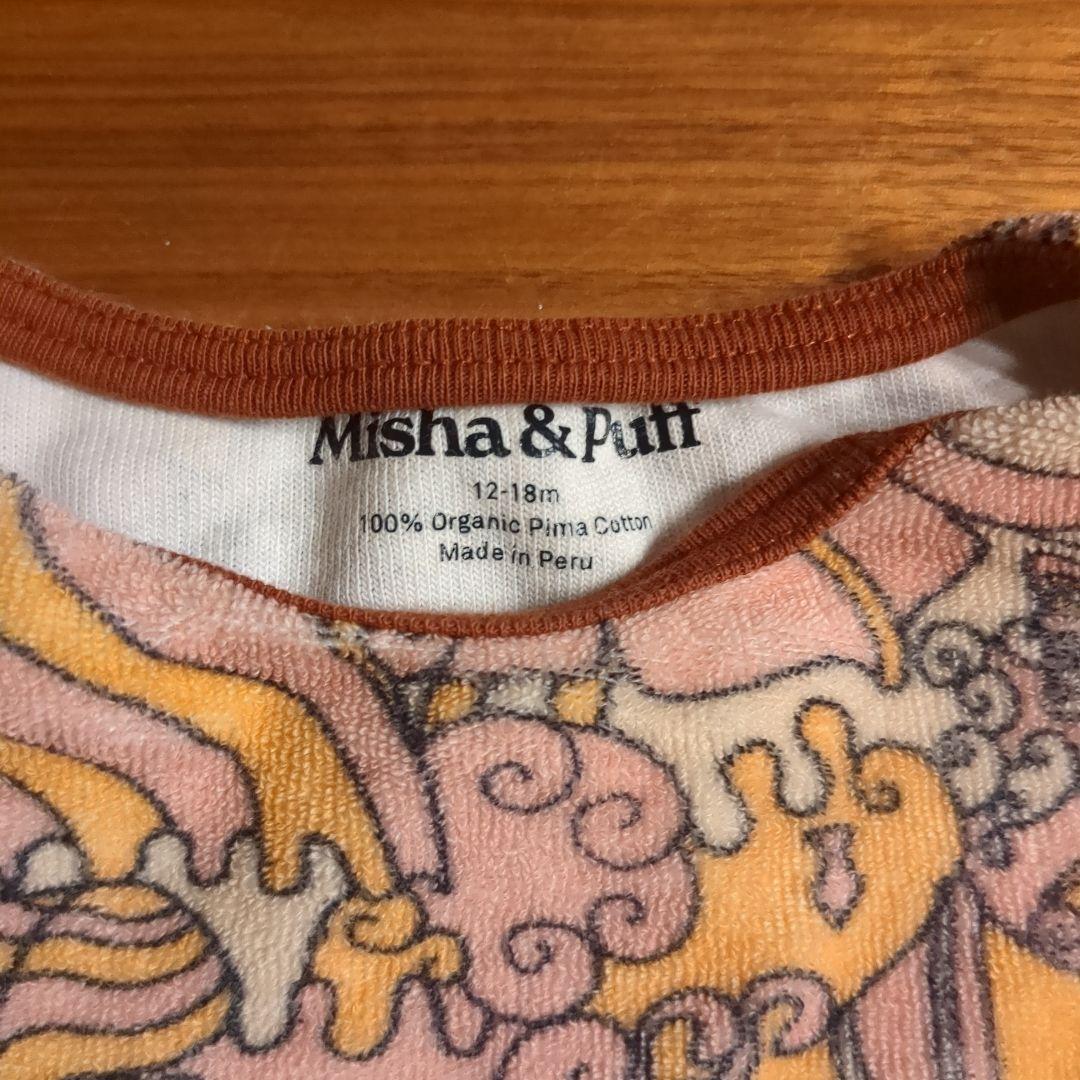 Misha & Puff
12-18m
100% Organic Pima Cotton
Made in Peru